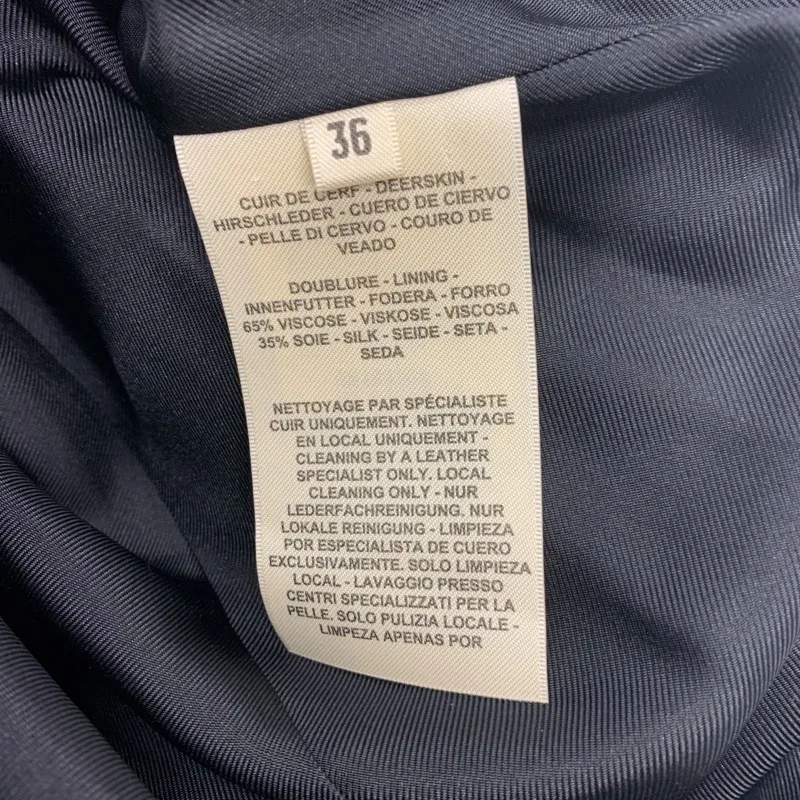 36
CUIR DE CERF - DEERSKIN -
HIRSCHLEDER - CUERO DE CIERVO
- PELLE DI CERVO - COURO DE
VEADO
DOUBLURE - LINING -
INNENFUTTER - FODERA - FORRO
65% VISCOSE - VISKOSE - VISCOSA
35% SOIE - SILK - SEIDE - SETA -
SEDA
NETTOYAGE PAR SPÉCIALISTE
CUIR UNIQUEMENT. NETTOYAGE
EN LOCAL UNIQUEMENT -
CLEANING BY A LEATHER
SPECIALIST ONLY. LOCAL
CLEANING ONLY - NUR
LEDERFACHREINIGUNG. NUR
LOKALE REINIGUNG - LIMPIEZA
POR ESPECIALISTA DE CUERO
EXCLUSIVAMENTE. SOLO LIMPIEZA
LOCAL - LAVAGGIO PRESSO
CENTRI SPECIALIZZATI PER LA
PELLE. SOLO PULIZIA LOCALE -
LIMPEZA APENAS POR